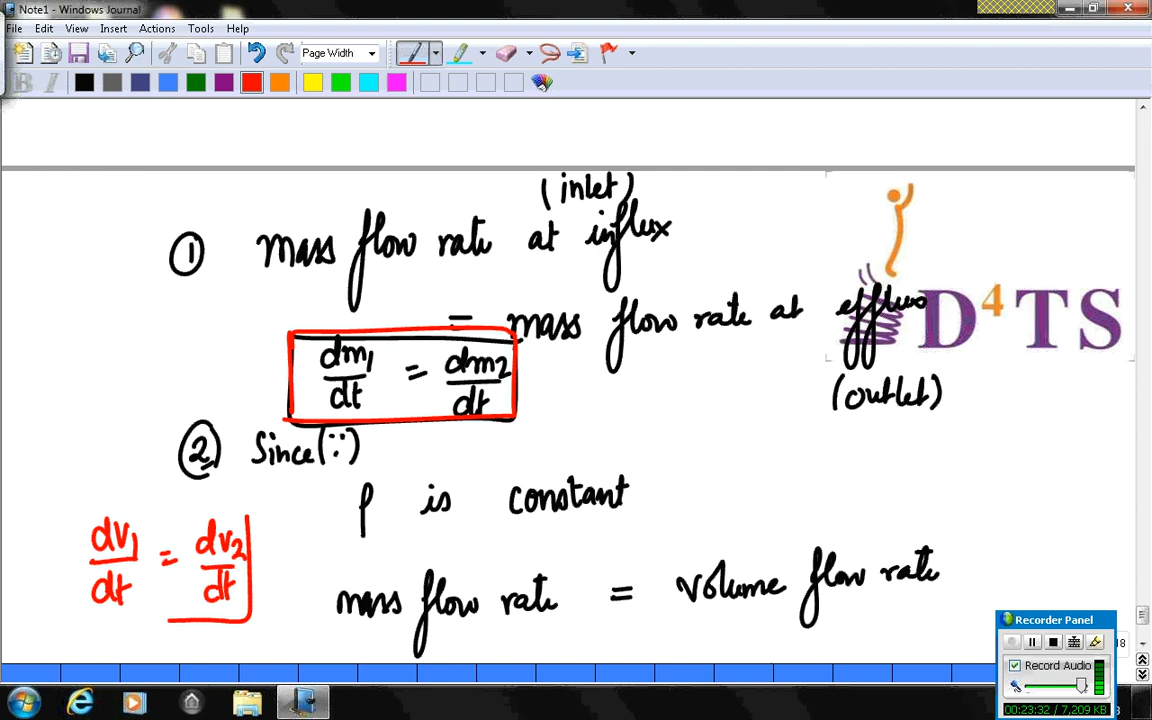 Note1 - Windows Journal
File Edit View Insert Actions Tools Help
Page Width
B I
(inlet)
① mass flow rate at influx
= mass flow rate at efflux
D4TS
(outlet)
dm1/dt = dm2/dt
② Since (∵)
ρ is constant
dv1/dt = dv2/dt
mass flow rate = volume flow rate
Recorder Panel
Record Audio
00:23:32 / 7,209 KB